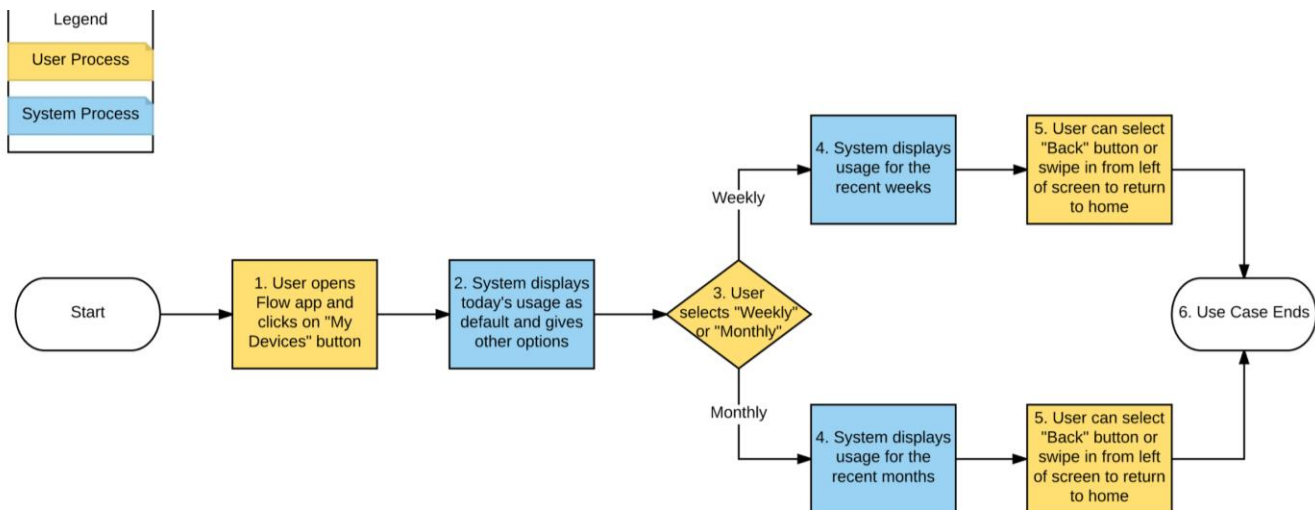 Legend
User Process
System Process
Start
1. User opens
Flow app and
clicks on "My
Devices" button
2. System displays
today's usage as
default and gives
other options
3. User
selects "Weekly"
or "Monthly"
Weekly
4. System displays
usage for the
recent weeks
5. User can select
"Back" button or
swipe in from left
of screen to return
to home
Monthly
4. System displays
usage for the
recent months
5. User can select
"Back" button or
swipe in from left
of screen to return
to home
6. Use Case Ends